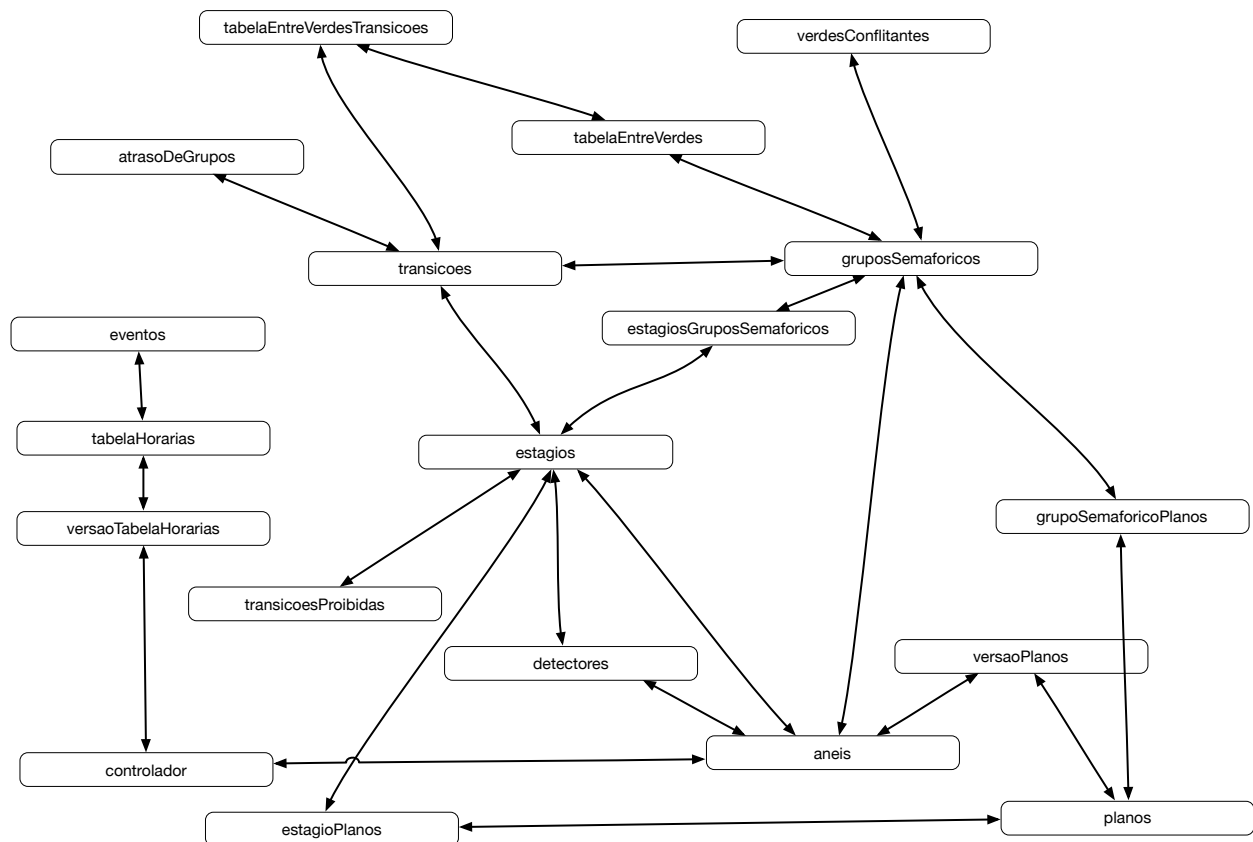 tabelaEntreVerdesTransicoes
verdesConflitantes
tabelaEntreVerdes
atrasoDeGrupos
transicoes
gruposSemaforicos
eventos
estagiosGruposSemaforicos
tabelaHorarias
estagios
versaoTabelaHorarias
grupoSemaforicoPlanos
transicoesProibidas
detectores
versaoPlanos
controlador
aneis
estagioPlanos
planos